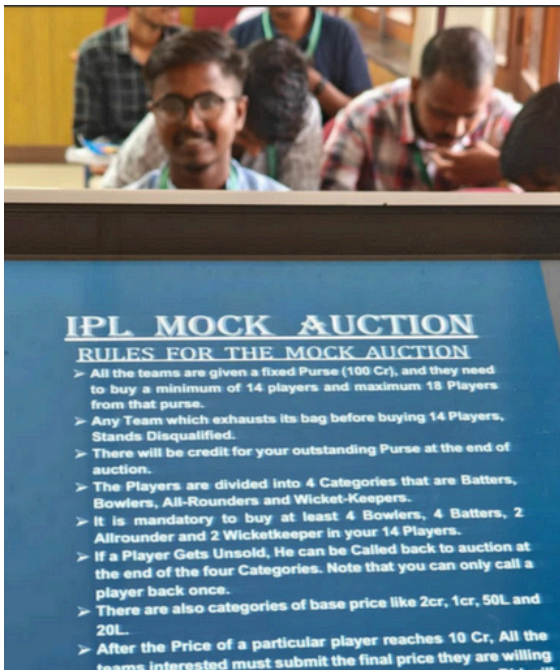 IPL MOCK AUCTION
RULES FOR THE MOCK AUCTION
➢ All the teams are given a fixed Purse (100 Cr), and they need
to buy a minimum of 14 players and maximum 18 Players
from that purse.
➢ Any Team which exhausts its bag before buying 14 Players,
Stands Disqualified.
➢ There will be credit for your outstanding Purse at the end of
auction.
➢ The Players are divided into 4 Categories that are Batters,
Bowlers, All-Rounders and Wicket-Keepers.
➢ It is mandatory to buy at least 4 Bowlers, 4 Batters, 2
Allrounder and 2 Wicketkeeper in your 14 Players.
➢ If a Player Gets Unsold, He can be Called back to auction at
the end of the four Categories. Note that you can only call a
player back once.
➢ There are also categories of base price like 2cr, 1cr, 50L and
20L.
➢ After the Price of a particular player reaches 10 Cr, All the
teams interested must submit the final price they are willing